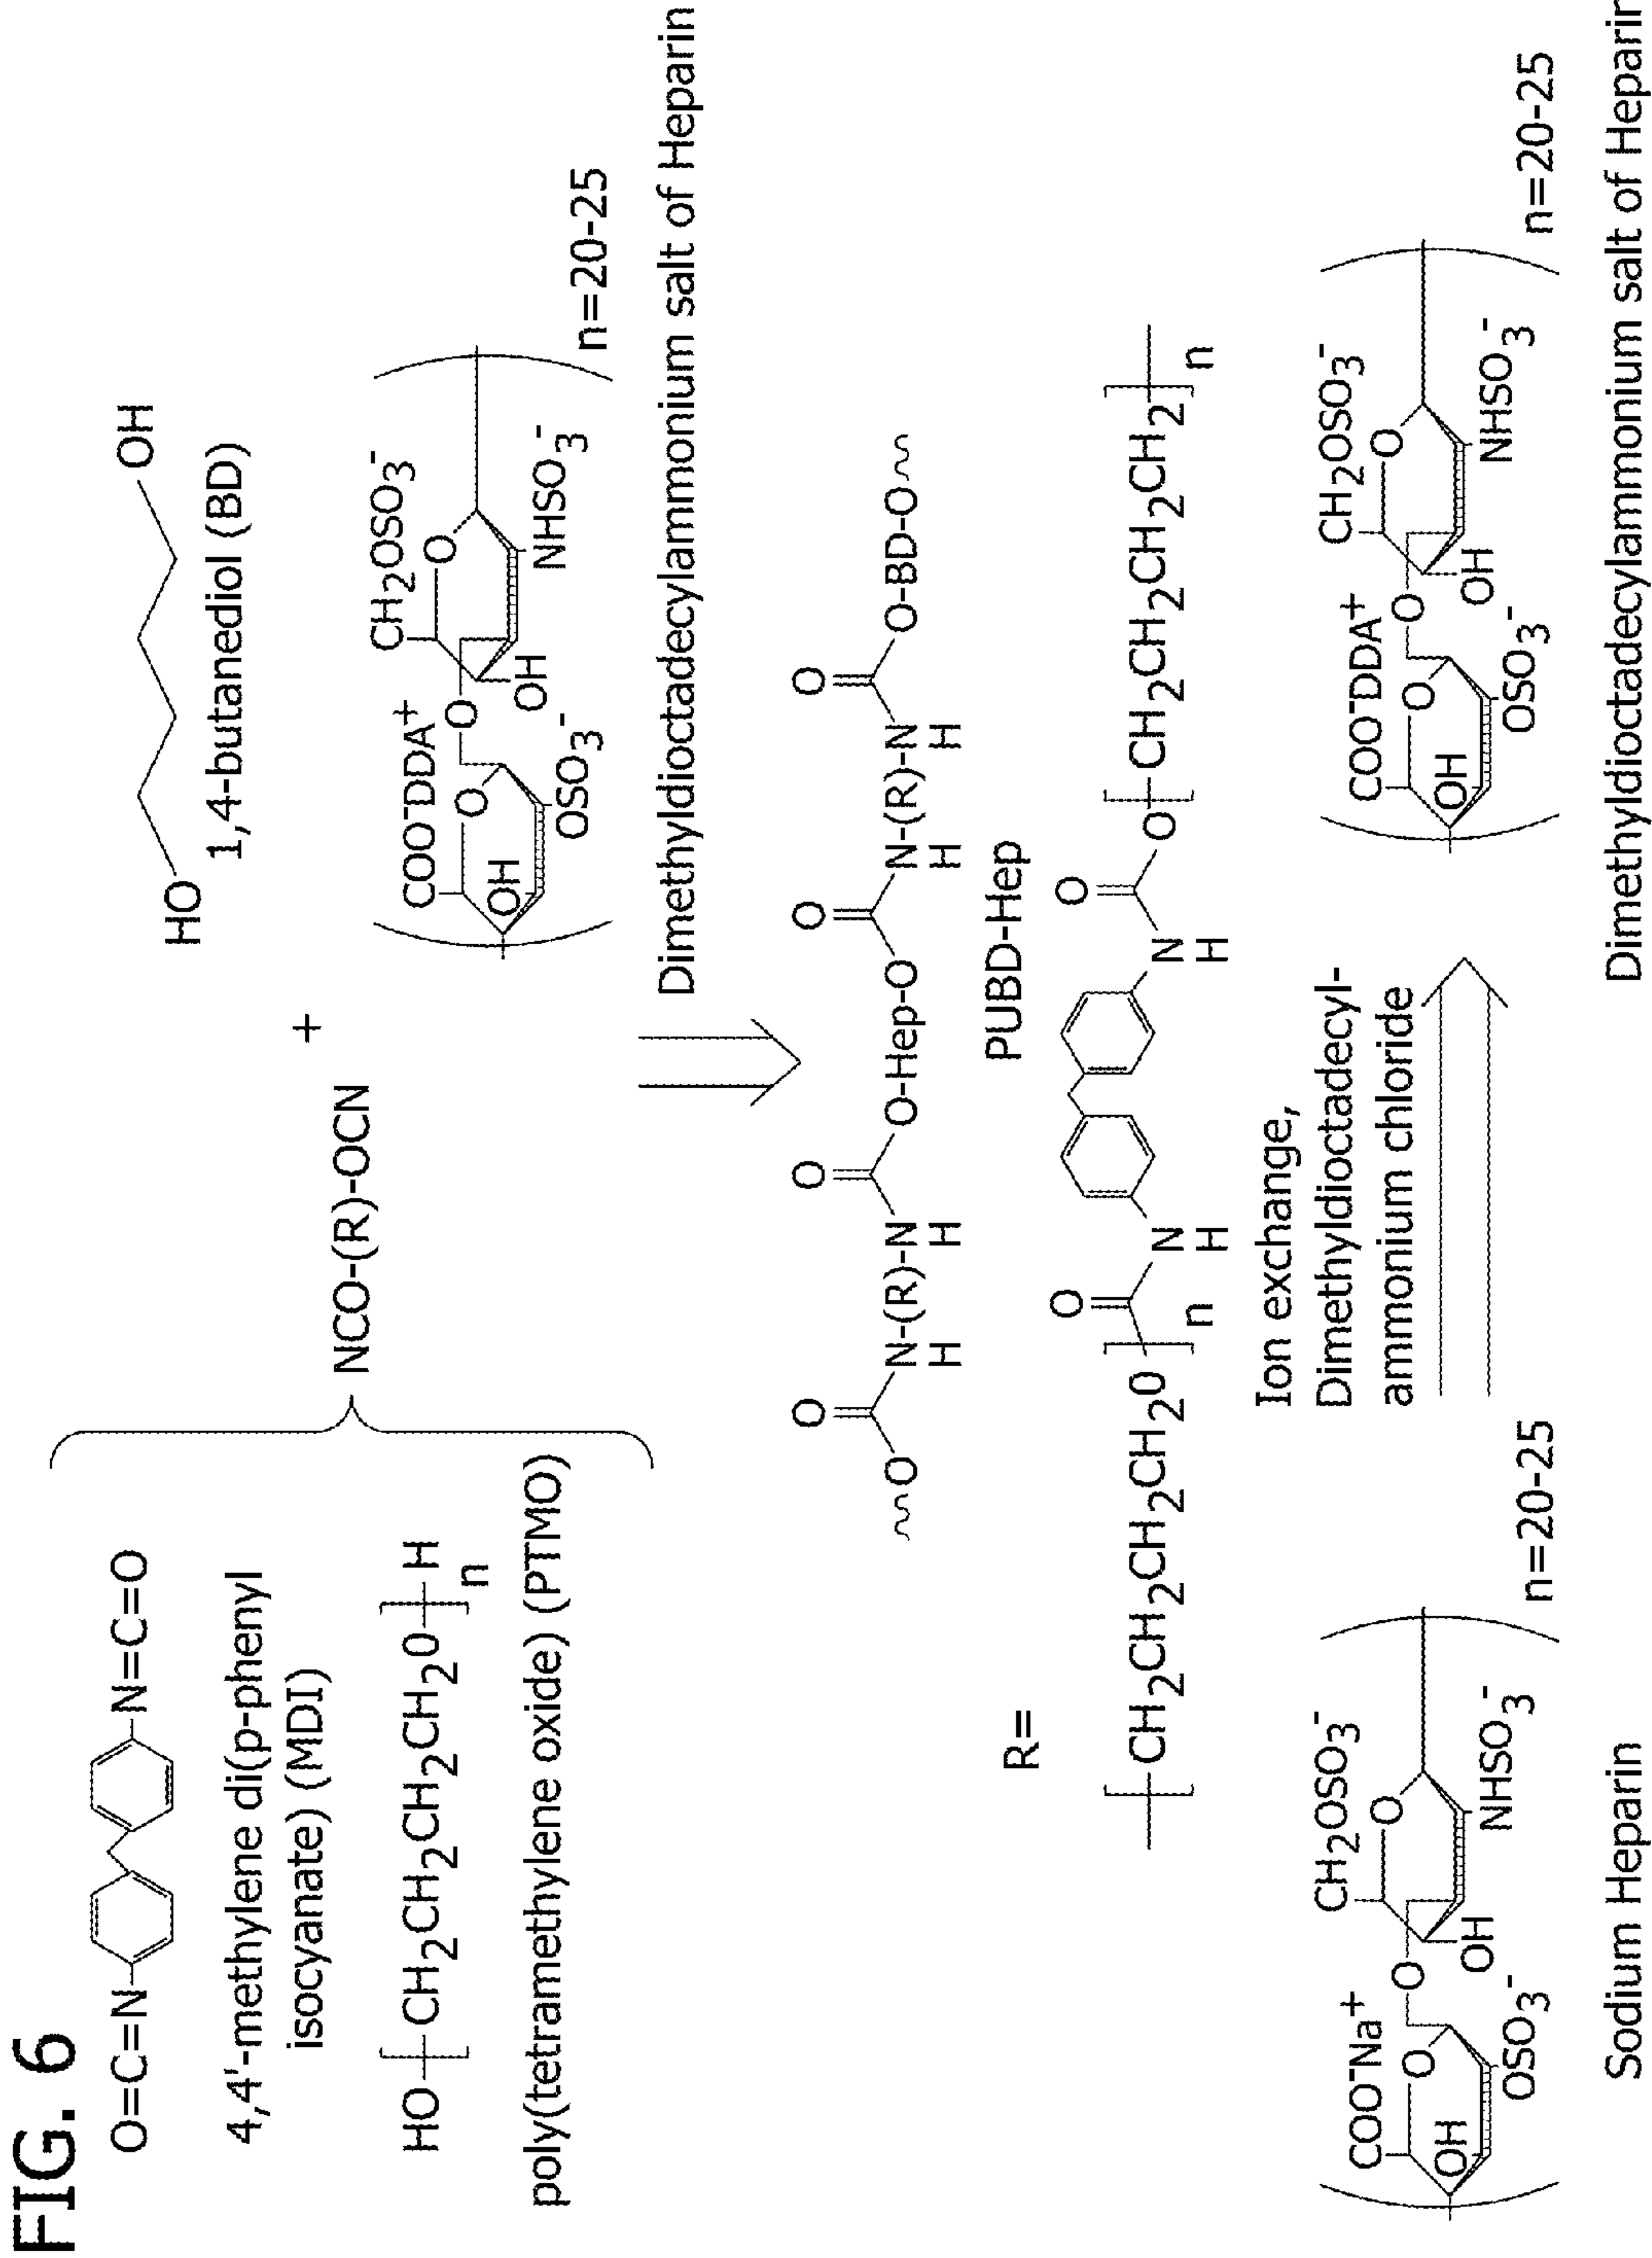 FIG. 6
O=C=N N=C=O
4,4'-methylene di(p-phenyl
isocyanate) (MDI)
HO CH2CH2CH2CH2O H
n
poly(tetramethylene oxide) (PTMO)
NCO-(R)-OCN
+
HO OH
1,4-butanediol (BD)
COO-DDA+ CH2OSO3-
O O O
OH OH
OSO3- NHSO3-
n=20-25
Dimethyldioctadecylammonium salt of Heparin
O O O O
O N-(R)-N O-Hep-O N-(R)-N O-BD-O
H H H H
PUBD-Hep
R=
O O
CH2CH2CH2CH2O n N N O CH2CH2CH2CH2 n
H H
Ion exchange,
Dimethyldioctadecyl-
ammonium chloride
COO-Na+ CH2OSO3-
O O O
OH OH
OSO3- NHSO3-
n=20-25
Sodium Heparin
COO-DDA+ CH2OSO3-
O O O
OH OH
OSO3- NHSO3-
n=20-25
Dimethyldioctadecylammonium salt of Heparin